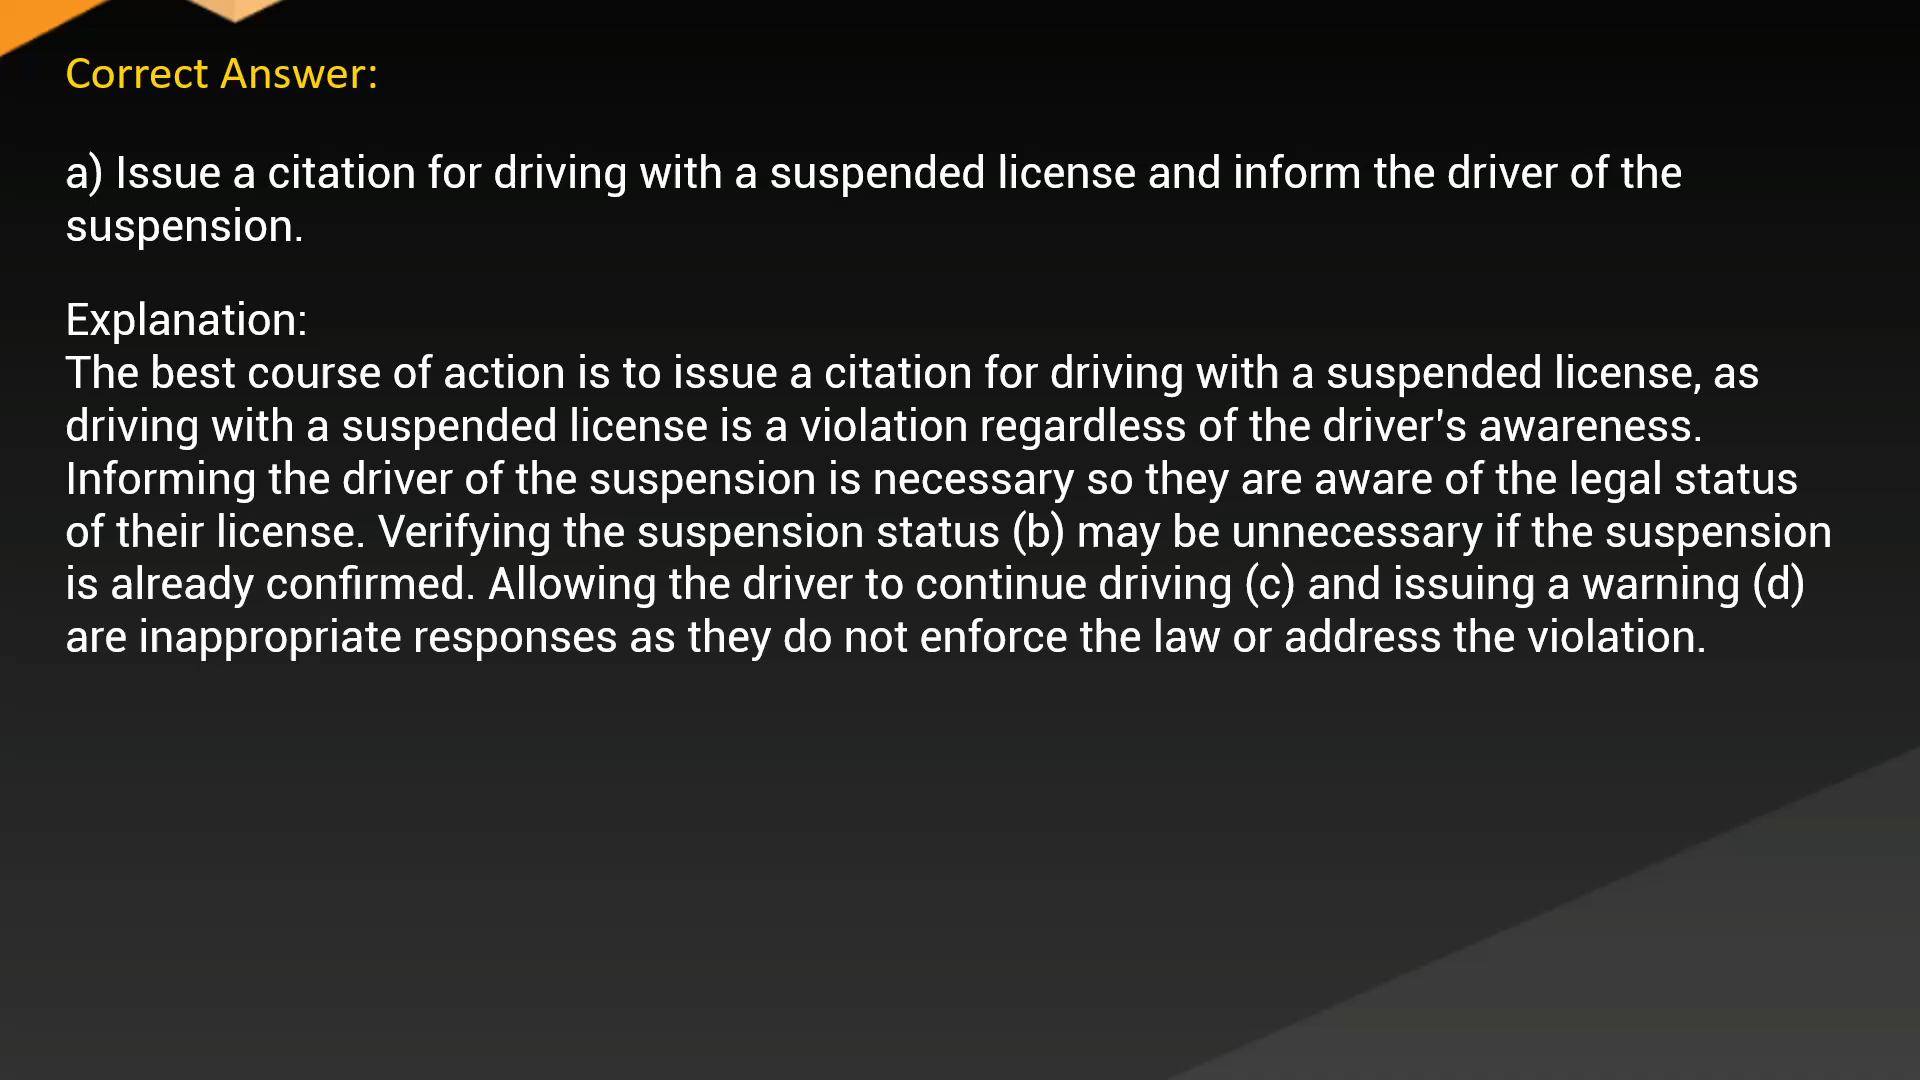 Correct Answer:
a) Issue a citation for driving with a suspended license and inform the driver of the
suspension.
Explanation:
The best course of action is to issue a citation for driving with a suspended license, as
driving with a suspended license is a violation regardless of the driver's awareness.
Informing the driver of the suspension is necessary so they are aware of the legal status
of their license. Verifying the suspension status (b) may be unnecessary if the suspension
is already confirmed. Allowing the driver to continue driving (c) and issuing a warning (d)
are inappropriate responses as they do not enforce the law or address the violation.